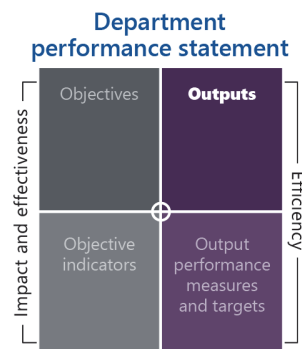 Department
performance statement
Objectives
Outputs
Impact and effectiveness
Efficiency
Objective
indicators
Output
performance
measures
and targets